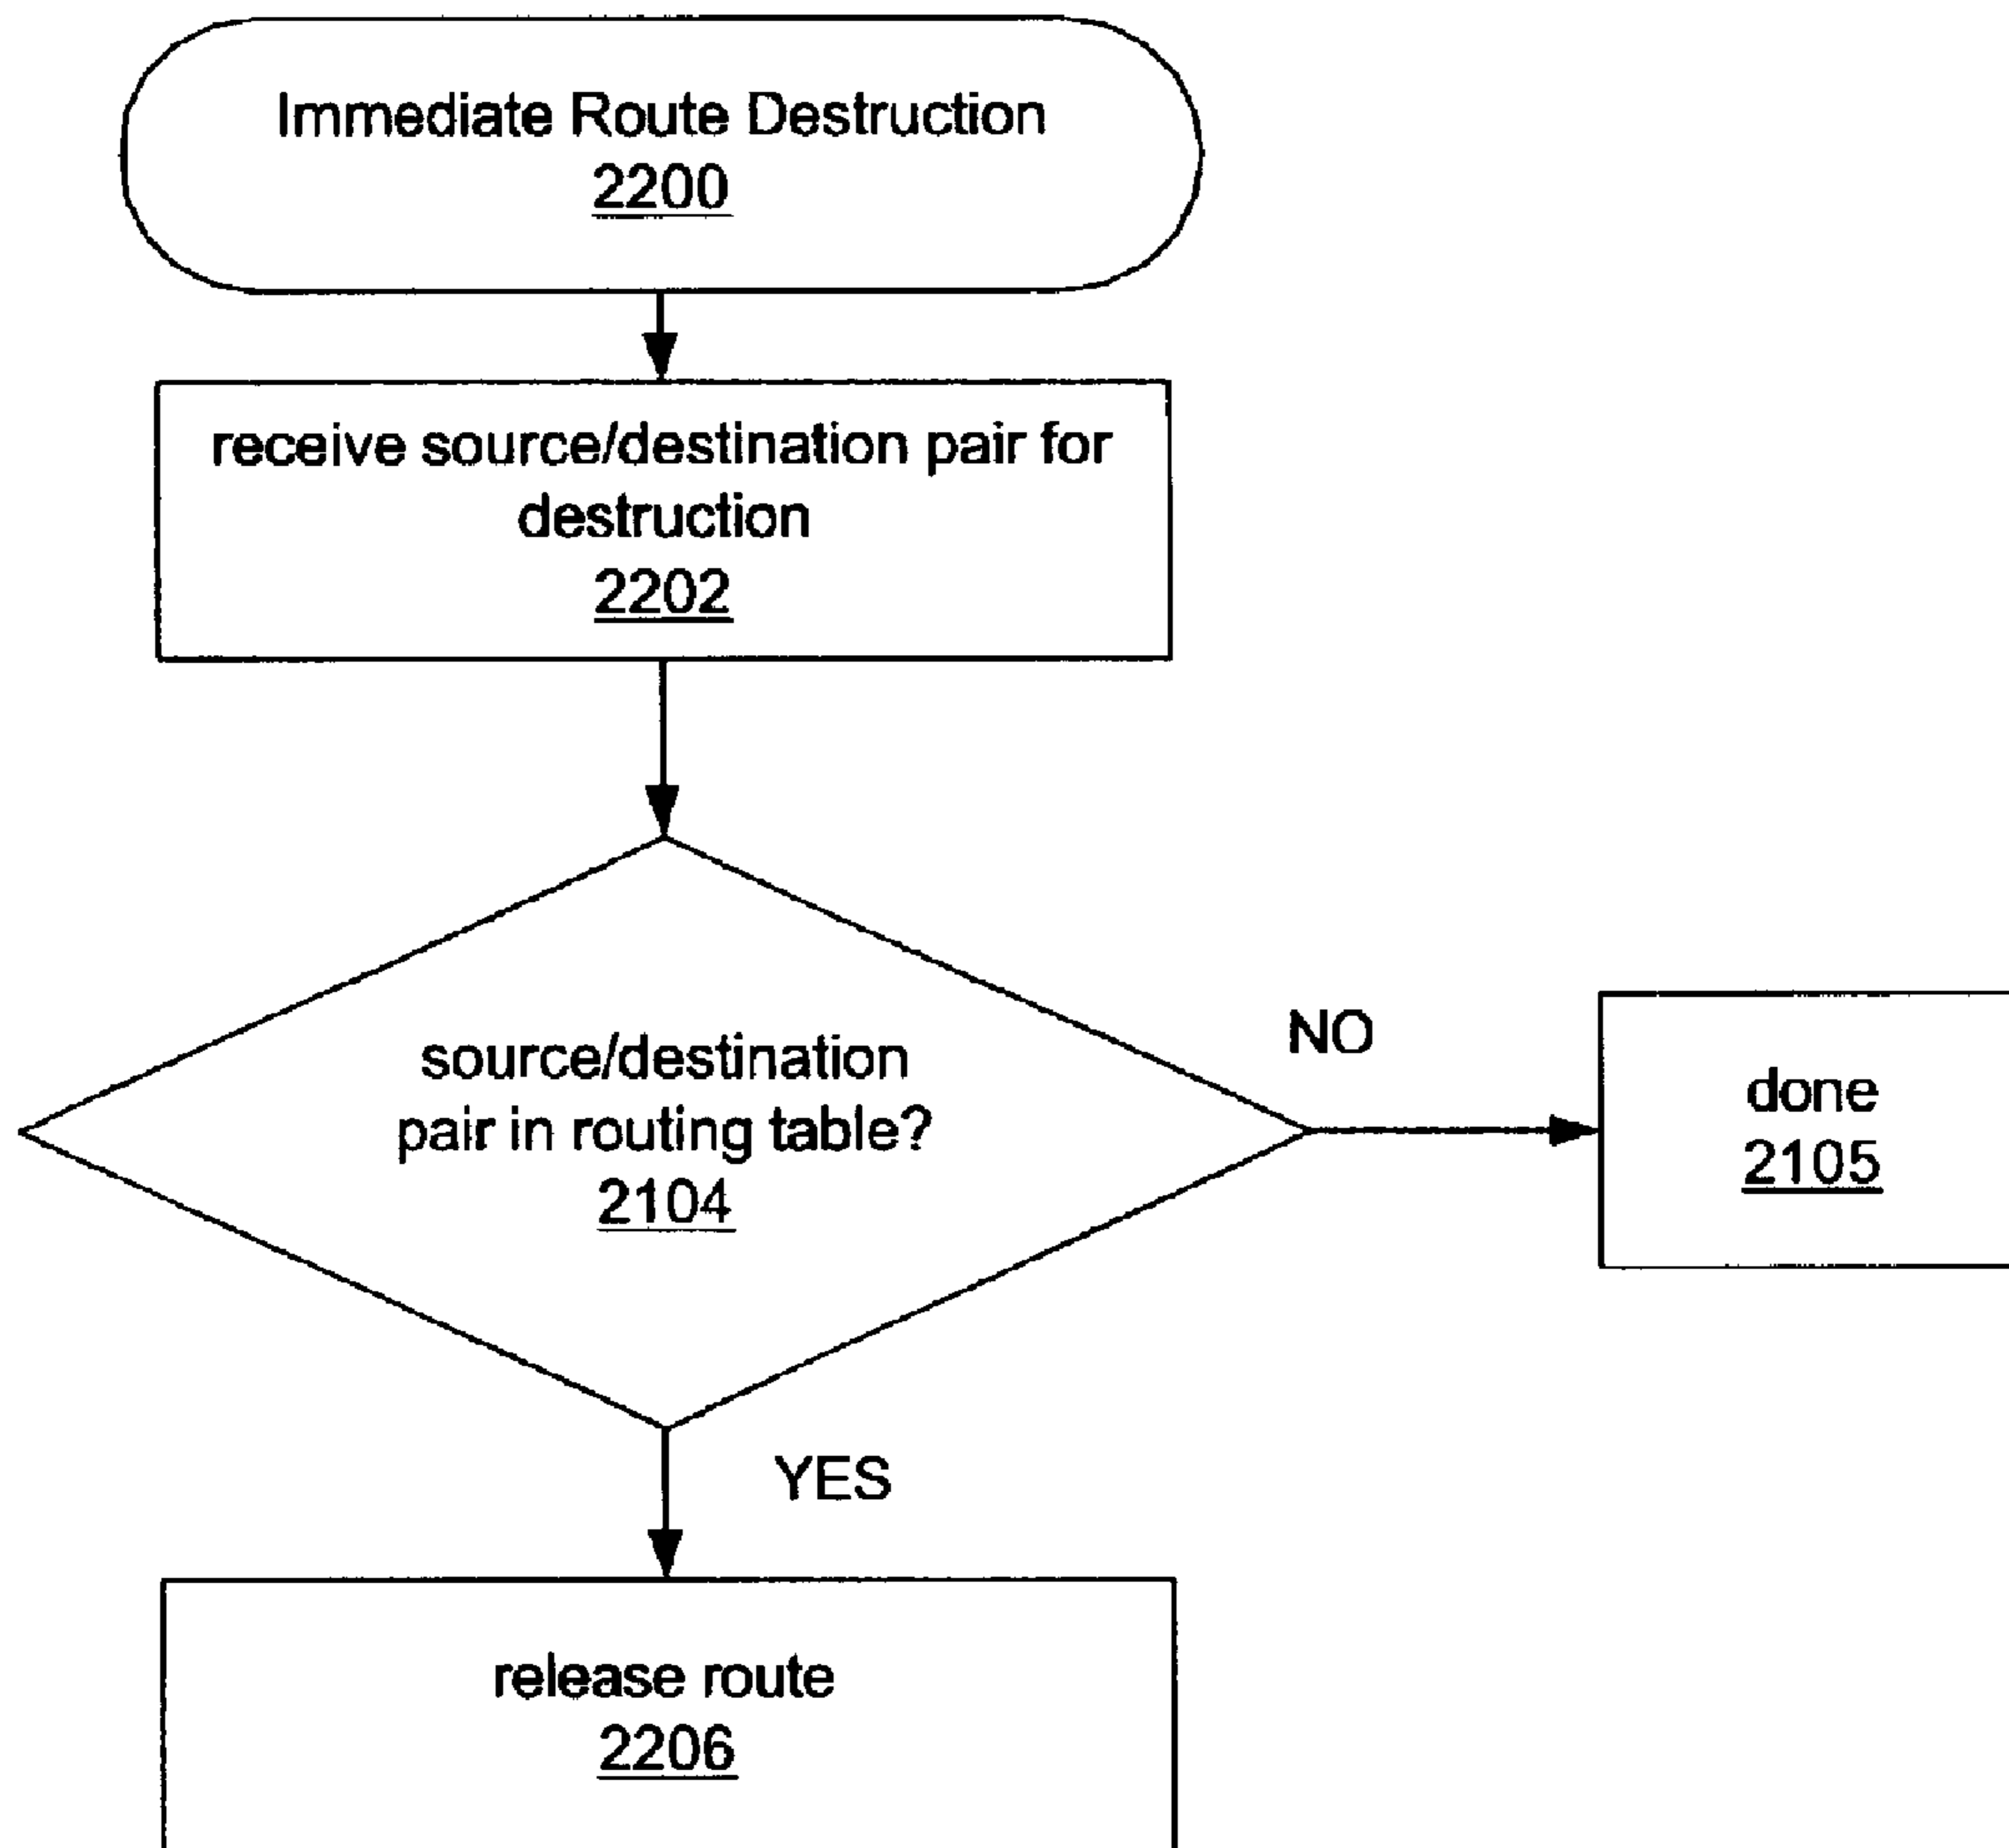 Immediate Route Destruction
2200
receive source/destination pair for
destruction
2202
source/destination
pair in routing table?
2104
NO
done
2105
YES
release route
2206